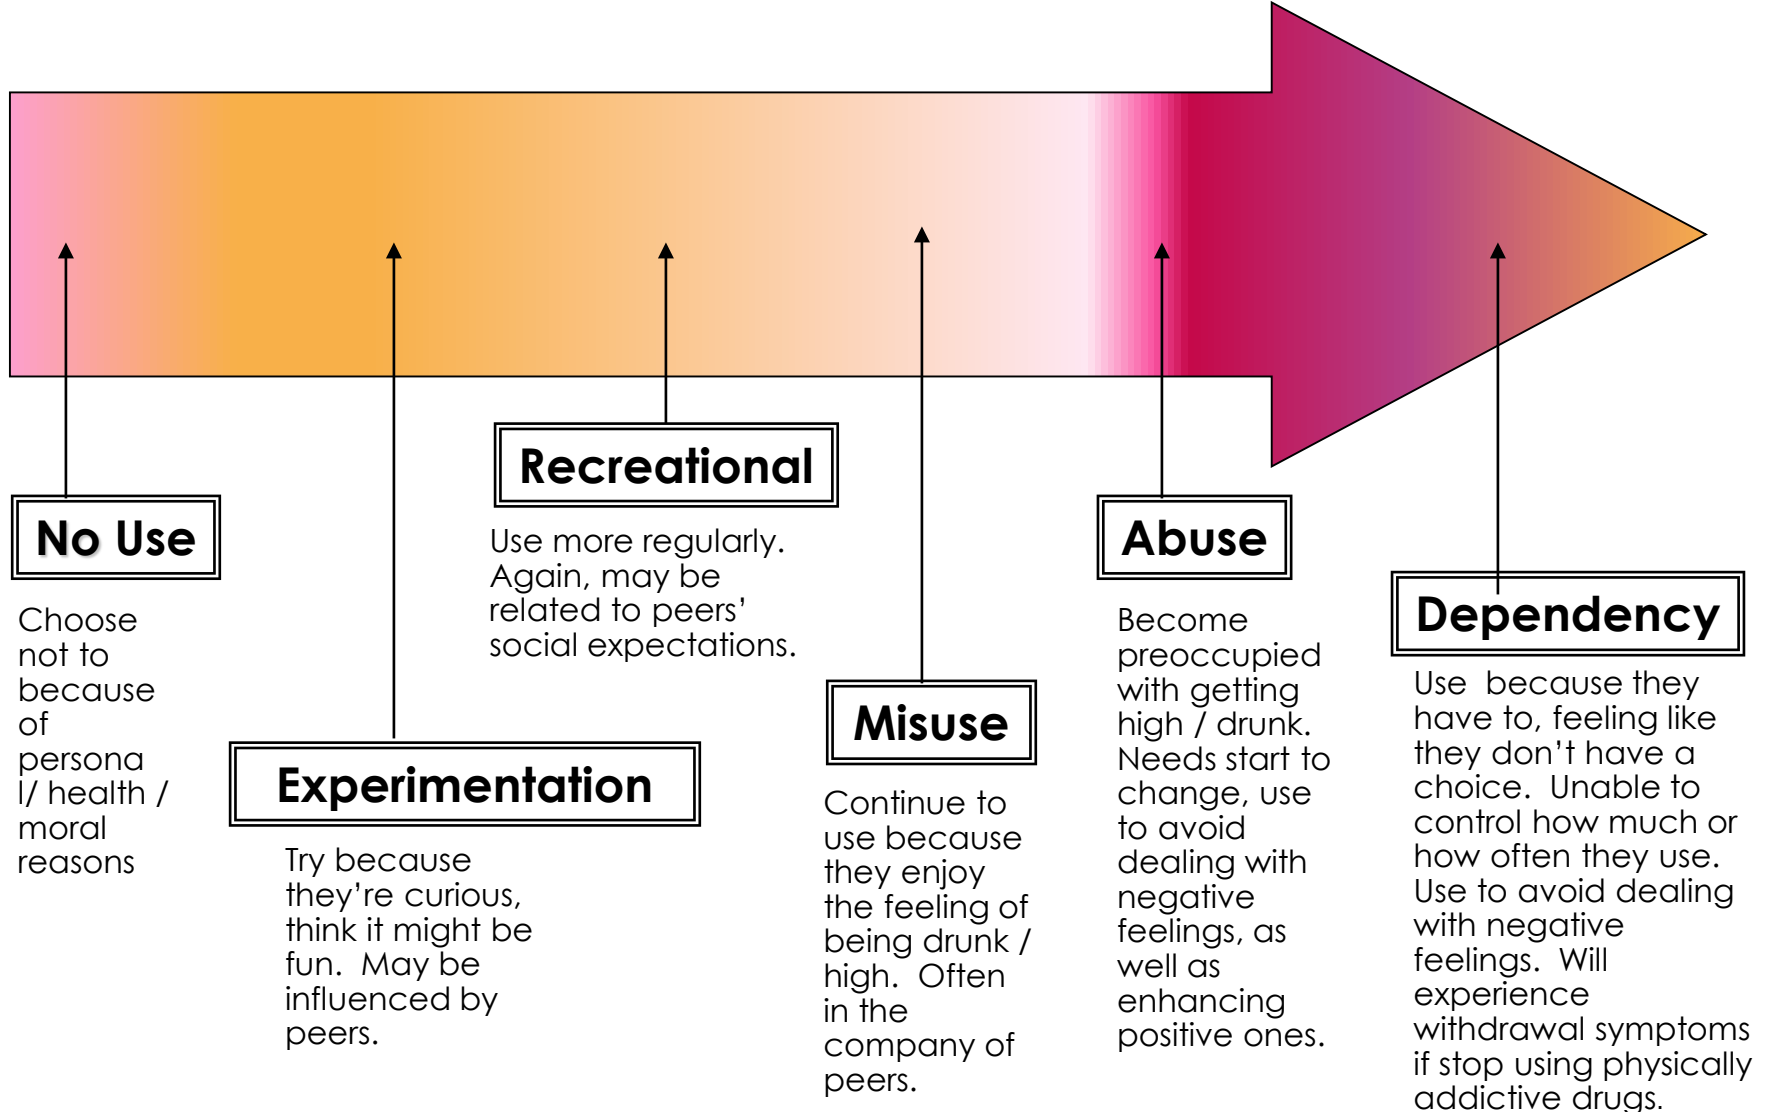 No Use
Choose
not to
because
of
persona
l/ health /
moral
reasons
Experimentation
Try because
they're curious,
think it might be
fun.  May be
influenced by
peers.
Recreational
Use more regularly.
Again, may be
related to peers’
social expectations.
Misuse
Continue to
use because
they enjoy
the feeling of
being drunk /
high.  Often
in the
company of
peers.
Abuse
Become
preoccupied
with getting
high / drunk.
Needs start to
change, use
to avoid
dealing with
negative
feelings, as
well as
enhancing
positive ones.
Dependency
Use  because they
have to, feeling like
they don’t have a
choice.  Unable to
control how much or
how often they use.
Use to avoid dealing
with negative
feelings.  Will
experience
withdrawal symptoms
if stop using physically
addictive drugs.